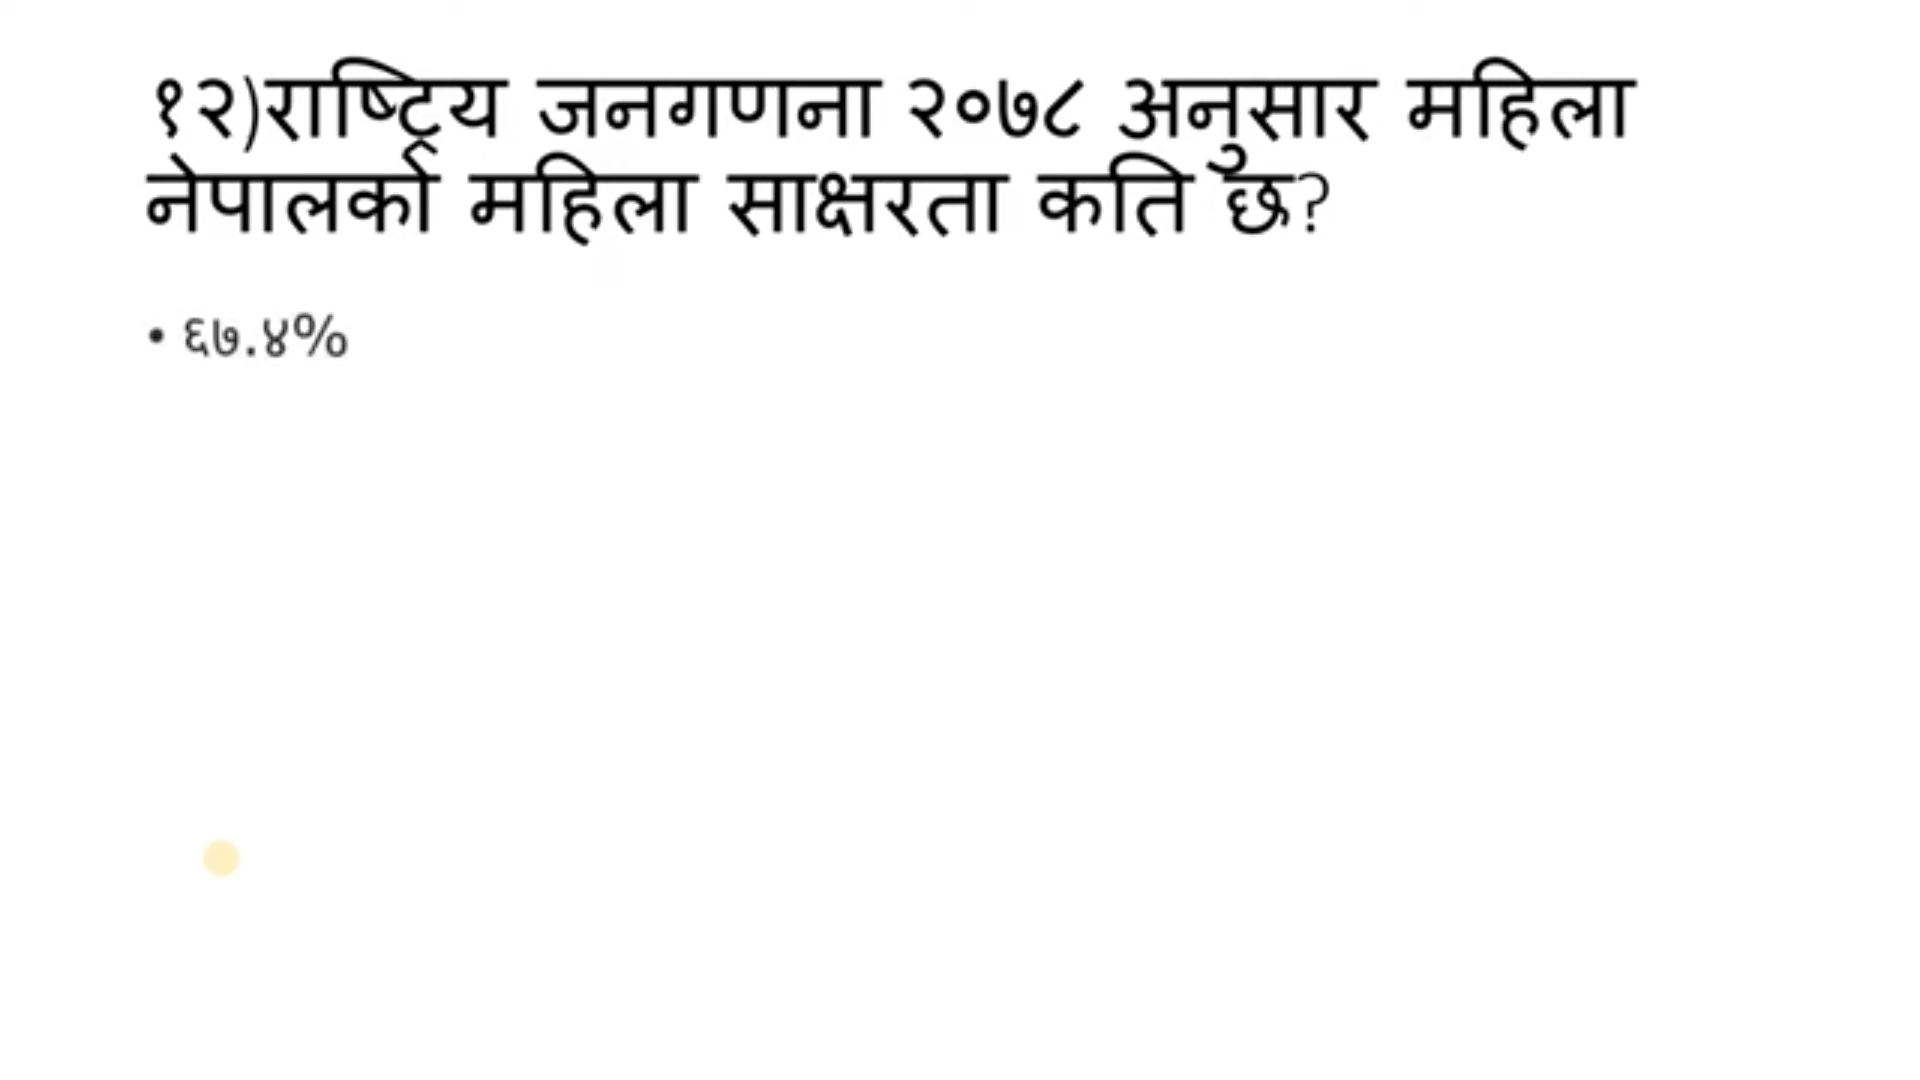 १२)राष्ट्रिय जनगणना २०७८ अनुसार महिला
नेपालको महिला साक्षरता कति छ?
• ६७.४%